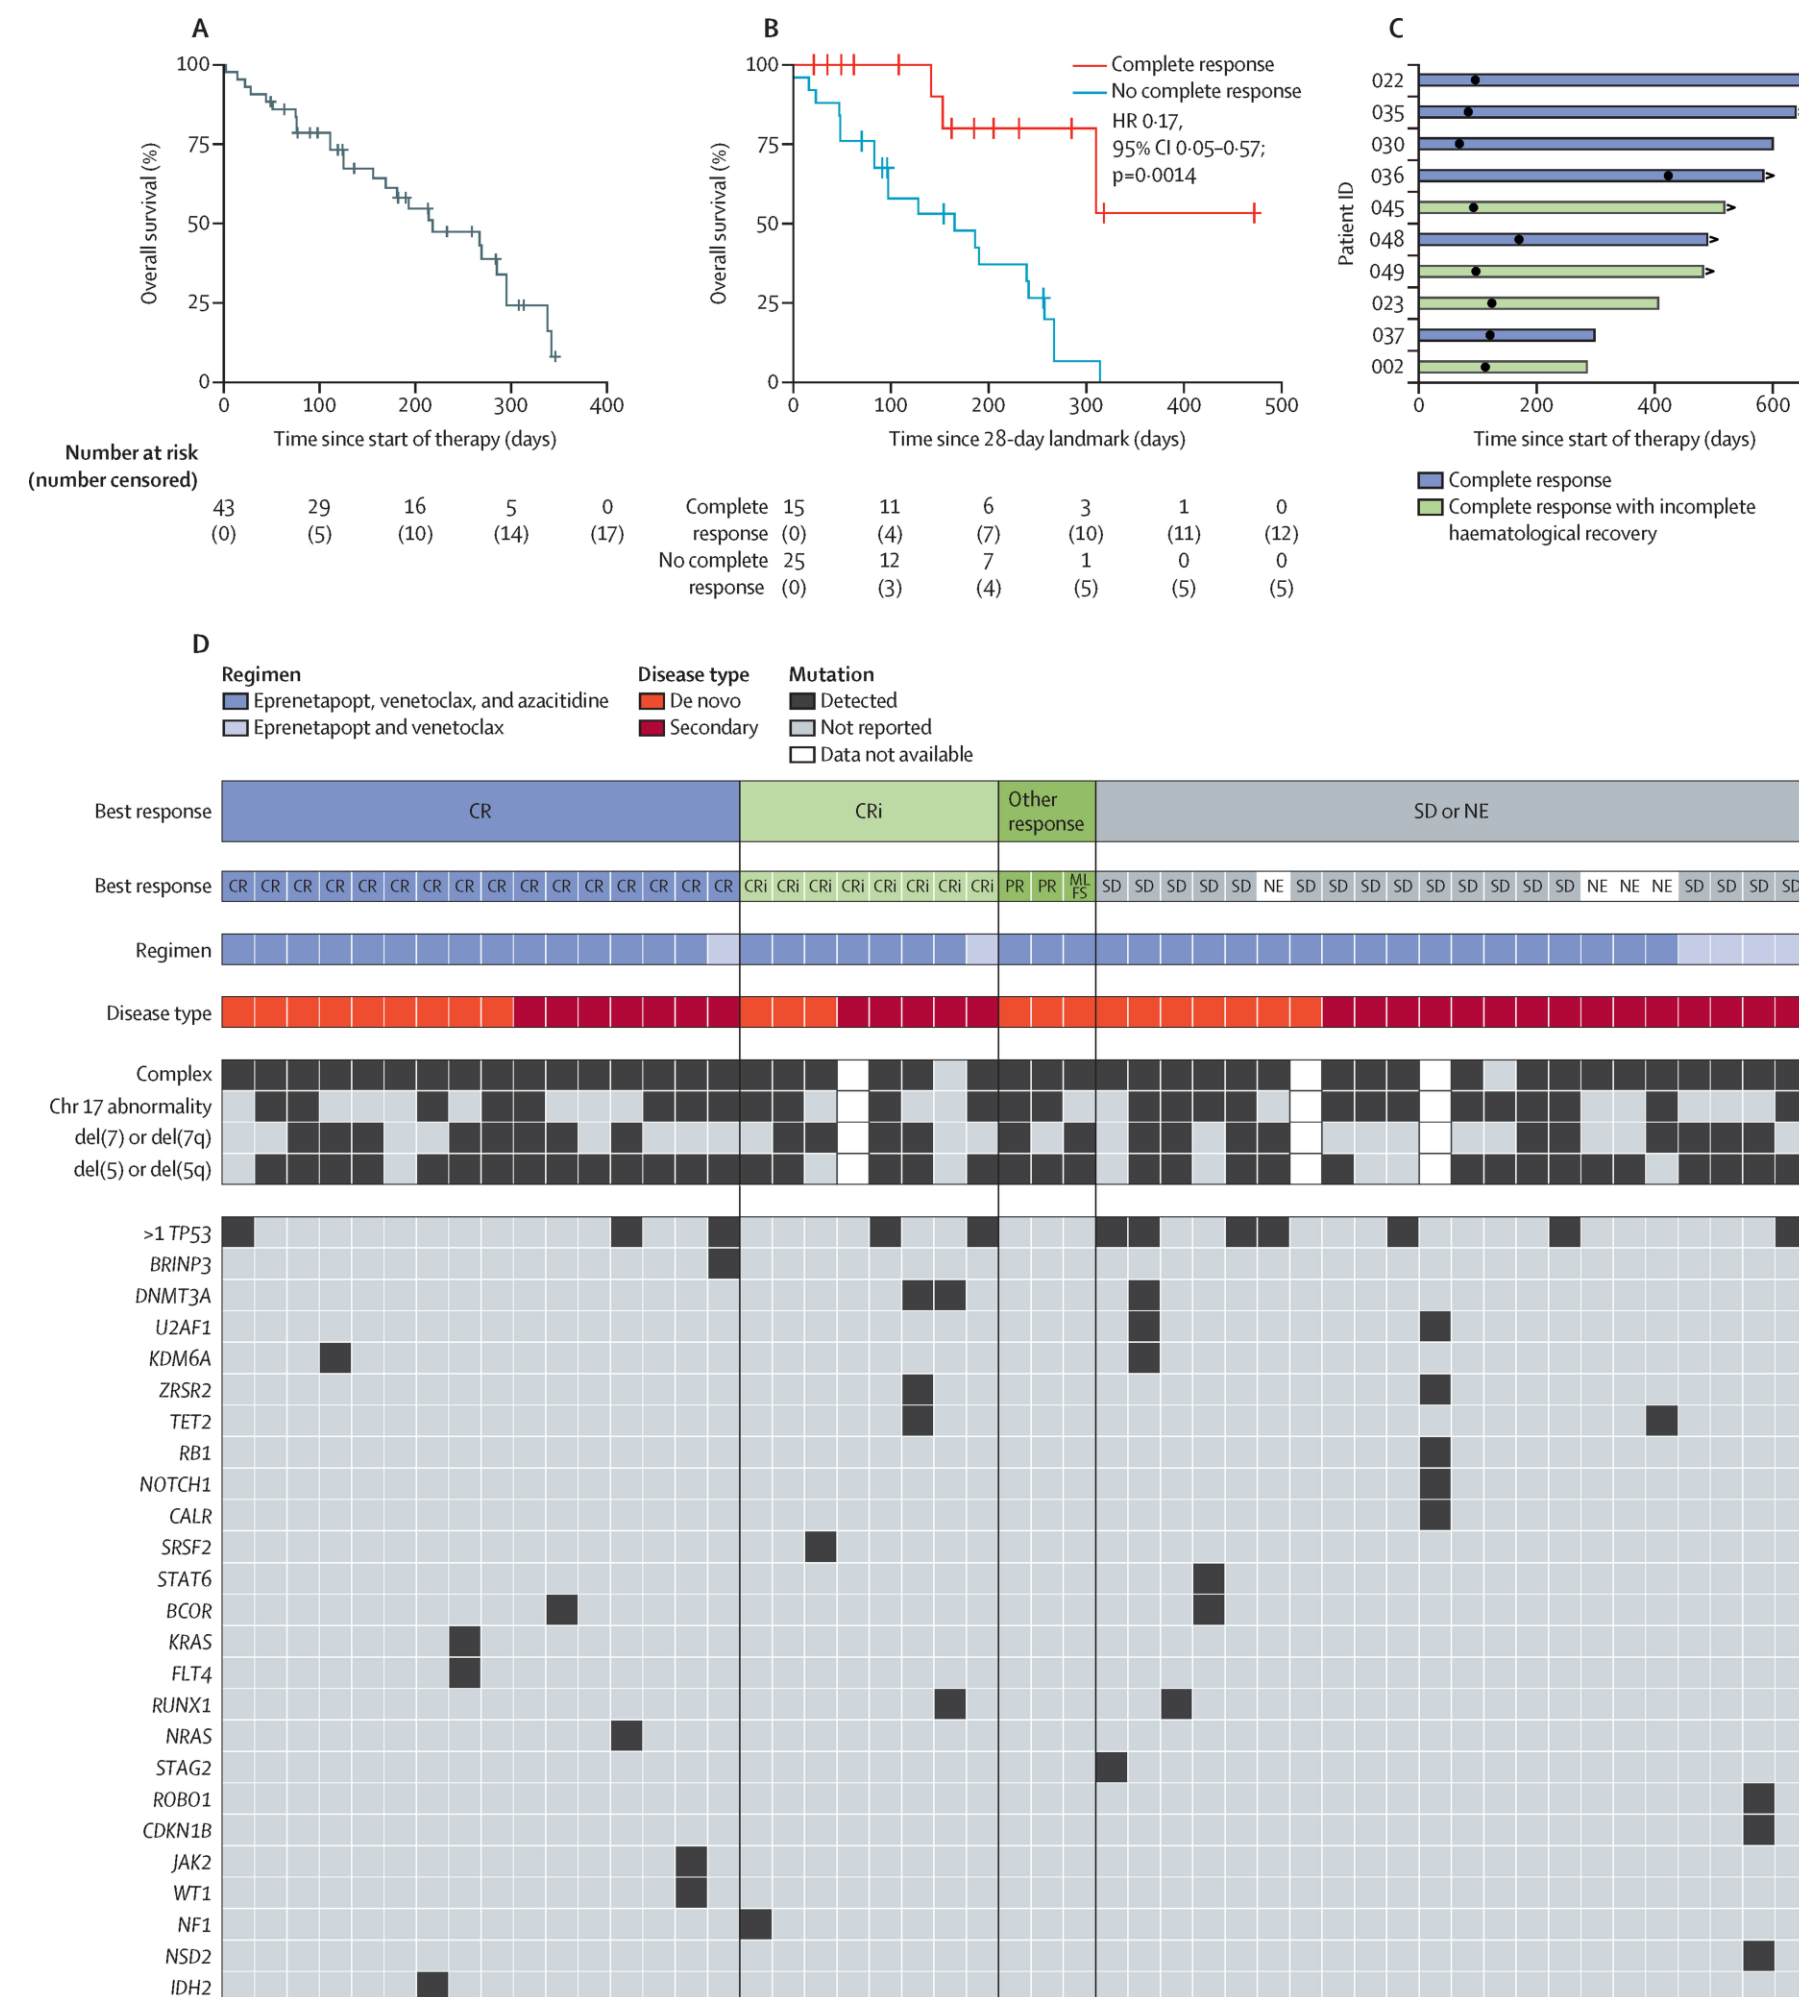 A
100
75
50
25
0
Overall survival (%)
0 100 200 300 400
Time since start of therapy (days)
Number at risk
(number censored)
43 29 16 5 0
(0) (5) (10) (14) (17)
B
100
75
50
25
0
Overall survival (%)
Complete response
No complete response
HR 0·17,
95% CI 0·05–0·57;
p=0·0014
0 100 200 300 400 500
Time since 28-day landmark (days)
Complete 15 11 6 3 1 0
response (0) (4) (7) (10) (11) (12)
No complete 25 12 7 1 0 0
response (0) (3) (4) (5) (5) (5)
C
Patient ID
022
035
030
036
045
048
049
023
037
002
0 200 400 600
Time since start of therapy (days)
Complete response
Complete response with incomplete
haematological recovery
D
Regimen
Eprenetapopt, venetoclax, and azacitidine
Eprenetapopt and venetoclax
Disease type
De novo
Secondary
Mutation
Detected
Not reported
Data not available
Best response CR CRi Other response SD or NE
Best response CR CR CR CR CR CR CR CR CR CR CR CR CR CR CR CR CRi CRi CRi CRi CRi CRi CRi CRi PR PR ML FS SD SD SD SD SD NE SD SD SD SD SD SD SD SD SD NE NE NE SD SD SD SD
Regimen
Disease type
Complex
Chr 17 abnormality
del(7) or del(7q)
del(5) or del(5q)
>1 TP53
BRINP3
DNMT3A
U2AF1
KDM6A
ZRSR2
TET2
RB1
NOTCH1
CALR
SRSF2
STAT6
BCOR
KRAS
FLT4
RUNX1
NRAS
STAG2
ROBO1
CDKN1B
JAK2
WT1
NF1
NSD2
IDH2